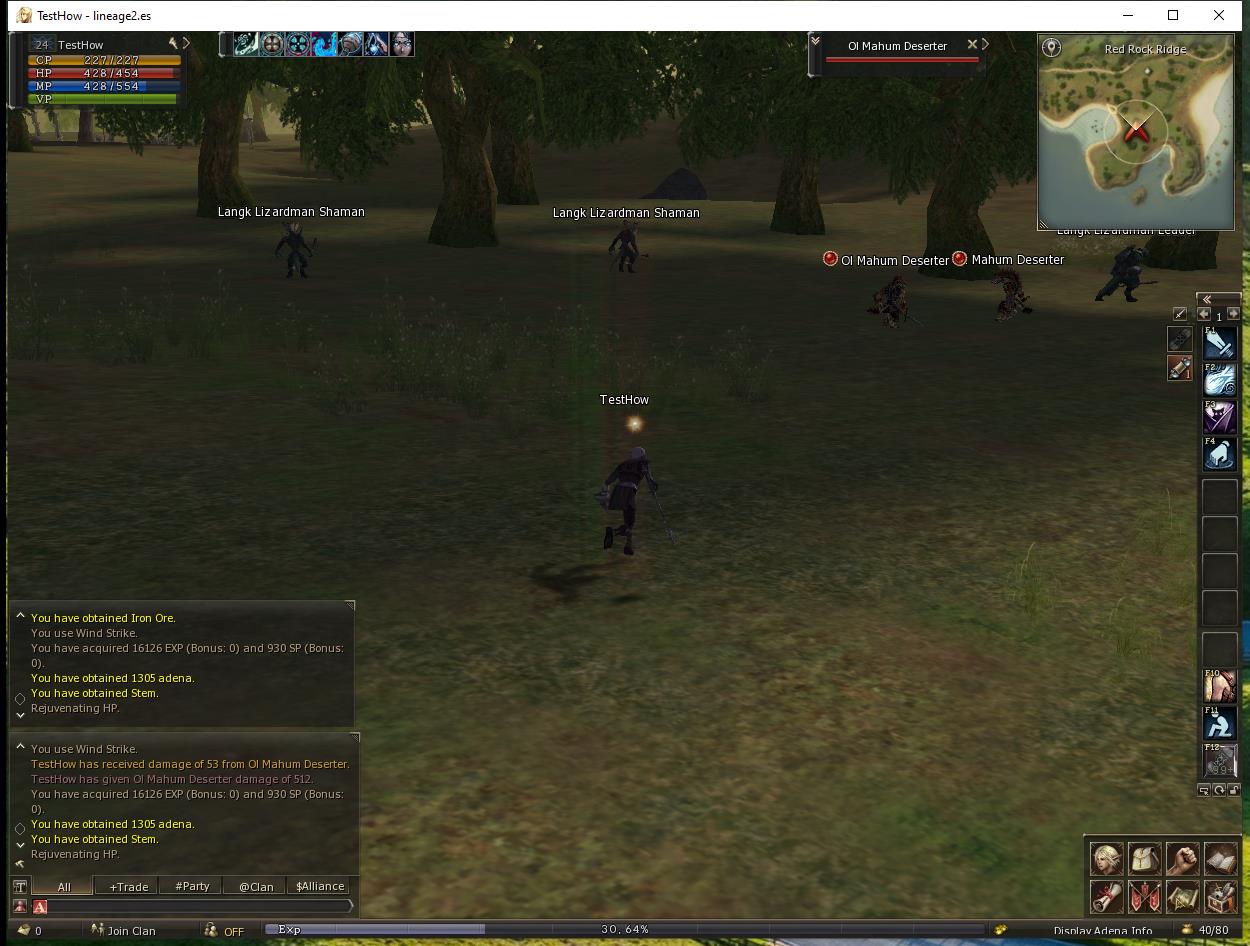 TestHow - lineage2.es
24 TestHow
CP 227/227
HP 428/454
MP 428/554
VP
Ol Mahum Deserter
Red Rock Ridge
Langk Lizardman Shaman
Langk Lizardman Shaman
Langk Lizardman Leader
Ol Mahum Deserter
Mahum Deserter
1
1
F1
F2
F3
F4
TestHow
F10
F11
F12
99+
You have obtained Iron Ore.
You use Wind Strike.
You have acquired 16126 EXP (Bonus: 0) and 930 SP (Bonus:
0).
You have obtained 1305 adena.
You have obtained Stem.
Rejuvenating HP.
You use Wind Strike.
TestHow has received damage of 53 from Ol Mahum Deserter.
TestHow has given Ol Mahum Deserter damage of 512.
You have acquired 16126 EXP (Bonus: 0) and 930 SP (Bonus:
0).
You have obtained 1305 adena.
You have obtained Stem.
Rejuvenating HP.
T All +Trade #Party @Clan $Alliance
A
0 Join Clan OFF Exp 30,64% Display Adena Info 40/80